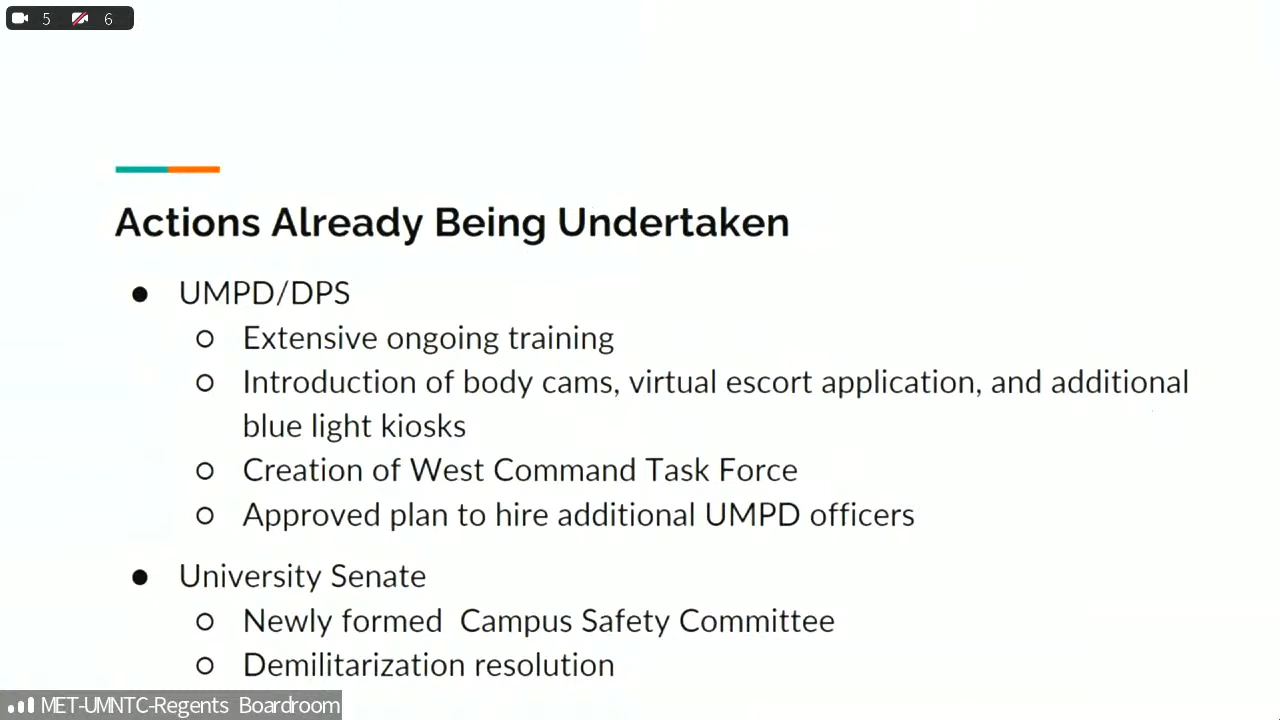 5 6
Actions Already Being Undertaken
● UMPD/DPS
○ Extensive ongoing training
○ Introduction of body cams, virtual escort application, and additional
blue light kiosks
○ Creation of West Command Task Force
○ Approved plan to hire additional UMPD officers
● University Senate
○ Newly formed  Campus Safety Committee
○ Demilitarization resolution
MET-UMNTC-Regents Boardroom